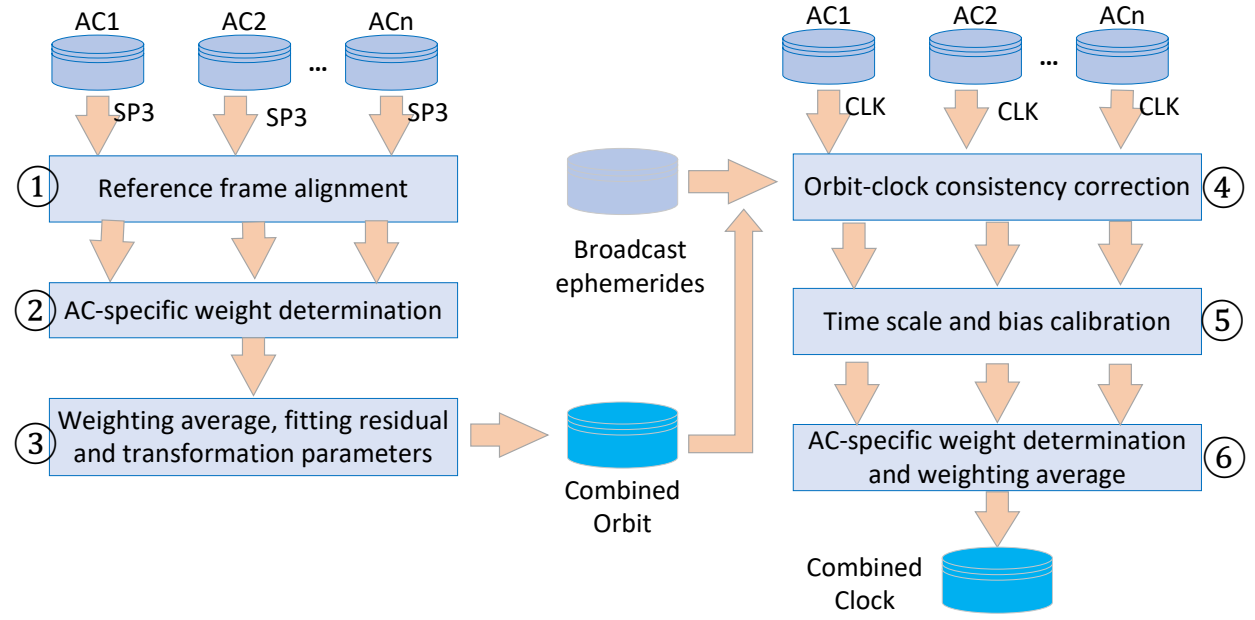 AC1
AC2
ACn
...
SP3
SP3
SP3
① Reference frame alignment
② AC-specific weight determination
③ Weighting average, fitting residual
and transformation parameters
Broadcast
ephemerides
Combined
Orbit
AC1
AC2
ACn
...
CLK
CLK
CLK
Orbit-clock consistency correction ④
Time scale and bias calibration ⑤
AC-specific weight determination
and weighting average ⑥
Combined
Clock